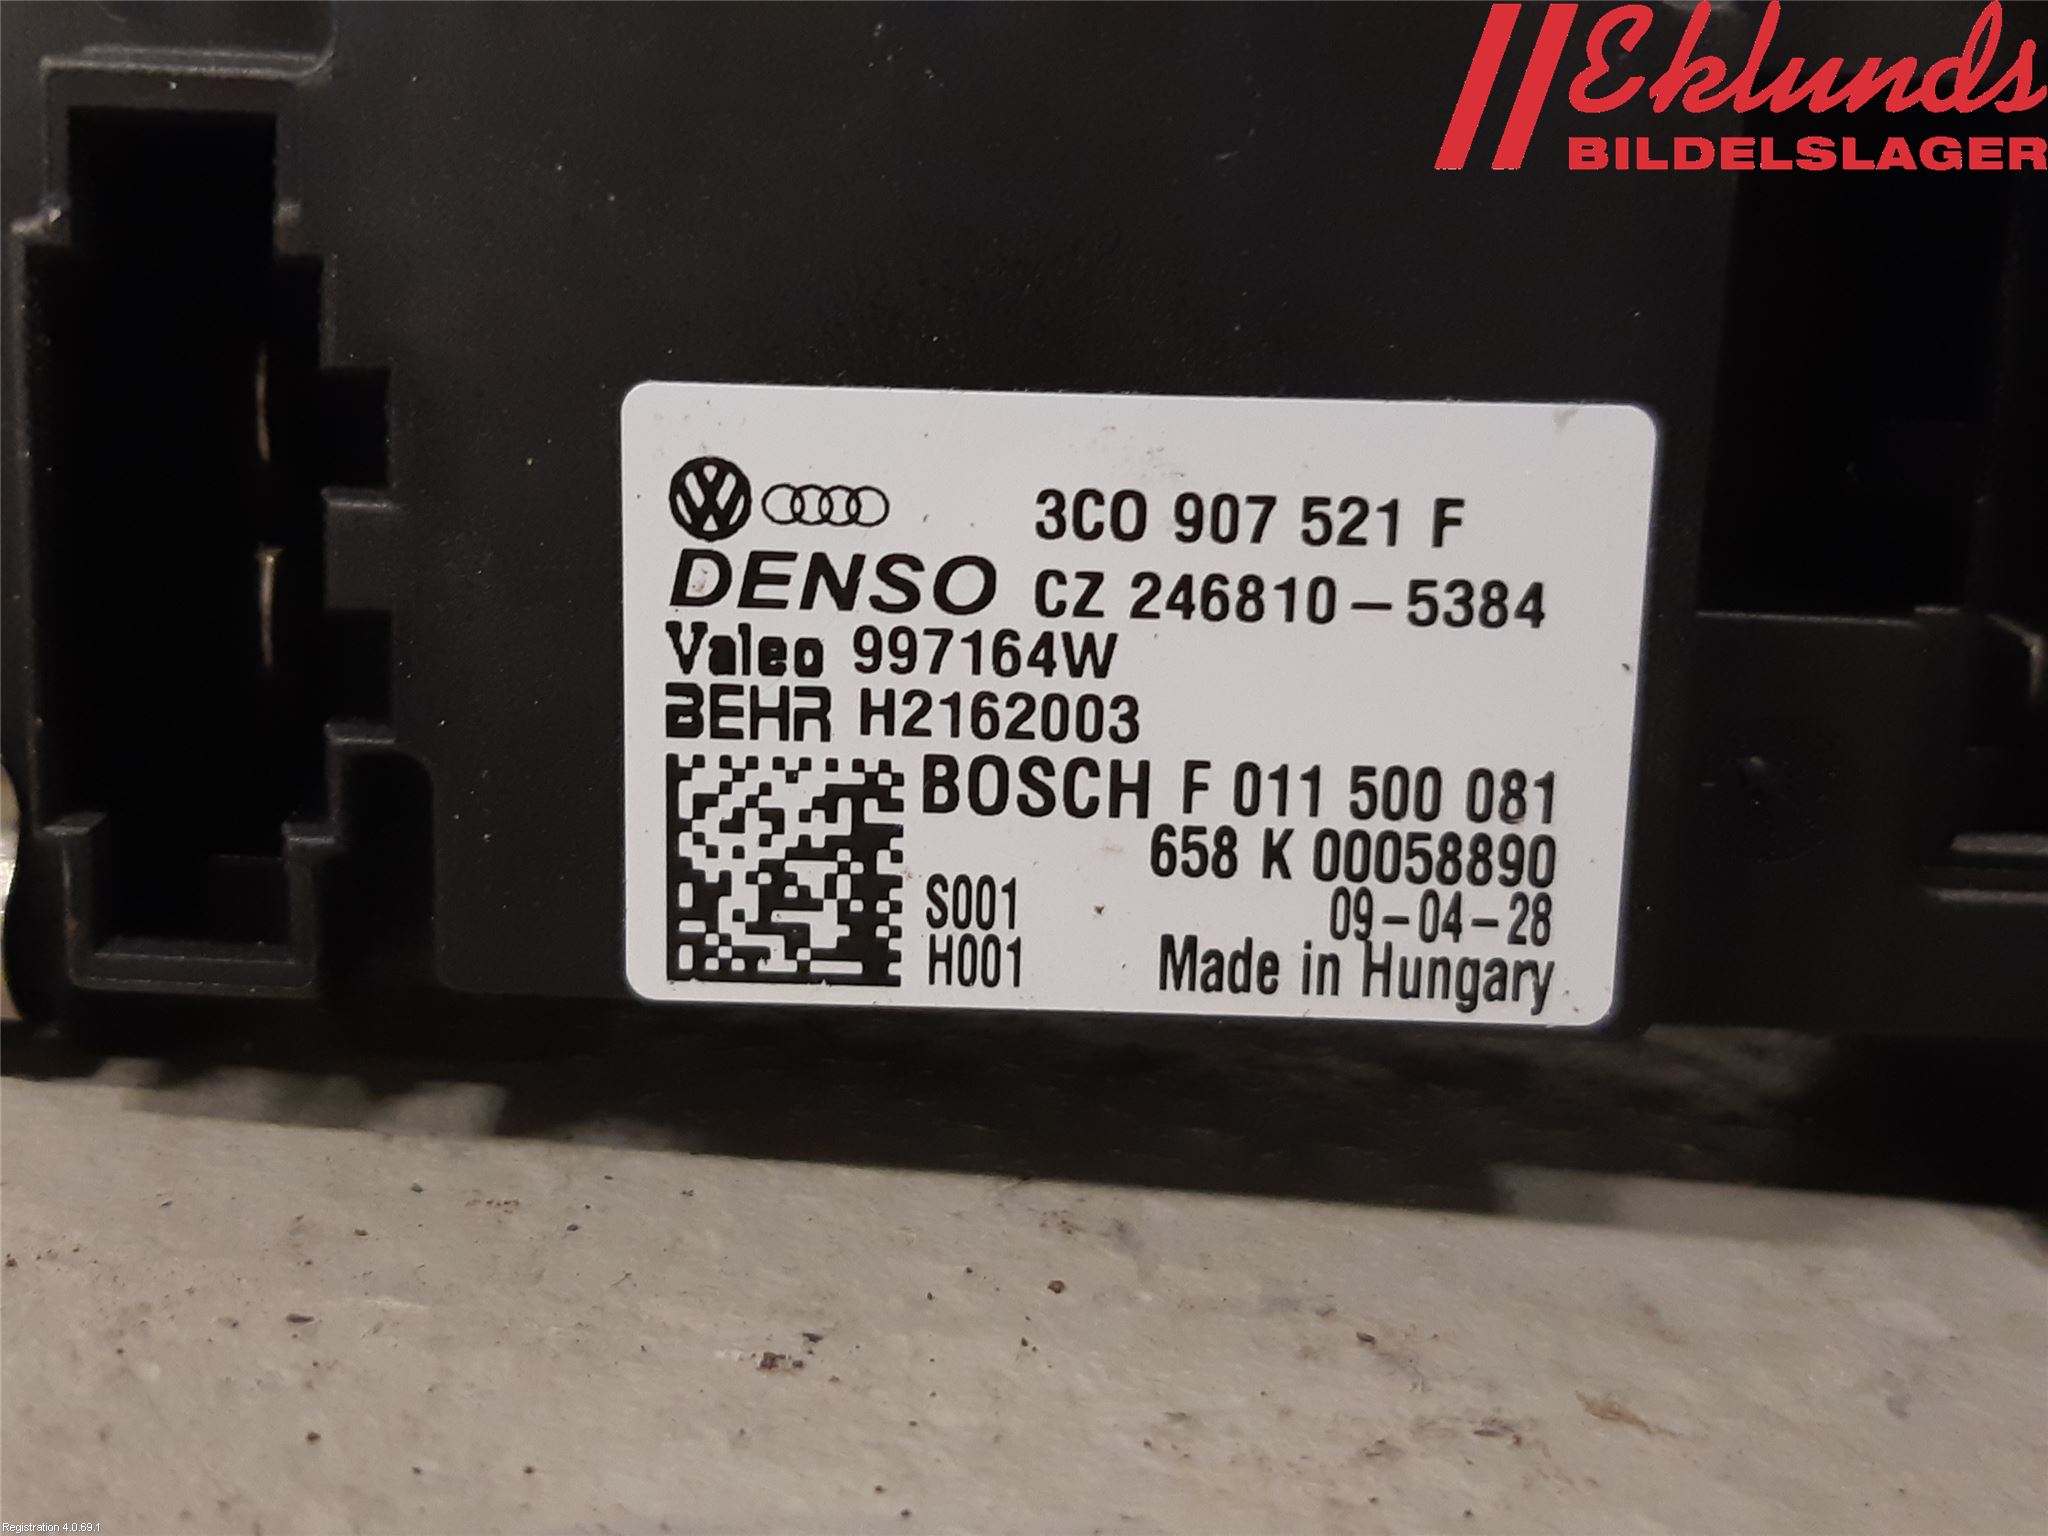 Eklunds
BILDELSLAGER
3C0 907 521 F
DENSO CZ 246810-5384
Valeo 997164W
BEHR H2162003
BOSCH F 011 500 081
658 K 00058890
S001
09-04-28
H001
Made in Hungary
Registration 4.0.69.1